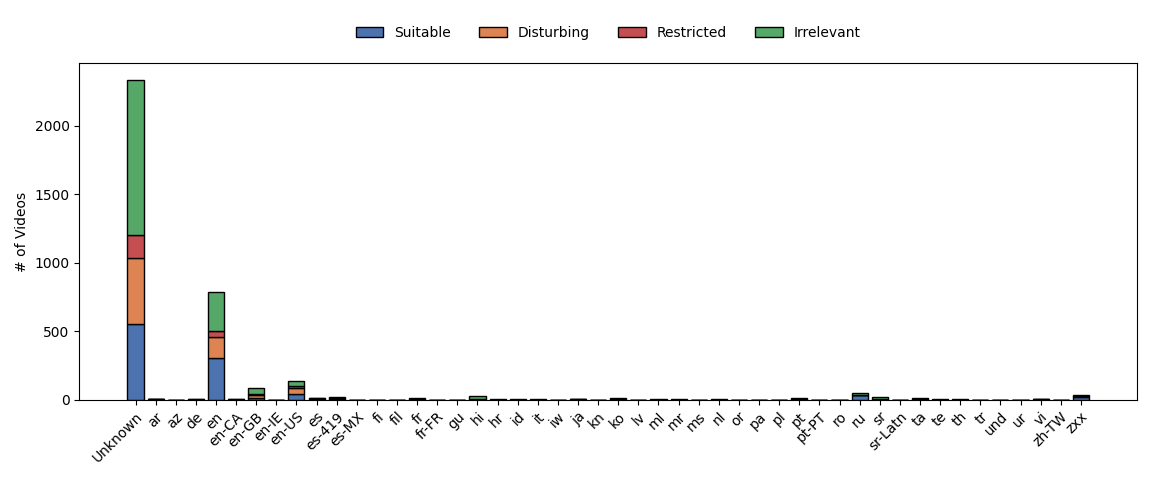 Suitable Disturbing Restricted Irrelevant
# of Videos
2000
1500
1000
500
0
Unknown ar az de en en-CA en-GB en-IE en-US es es-419 es-MX fi fil fr fr-FR gu hi hr id it iw ja kn ko lv ml mr ms nl or pa pl pt pt-PT ro ru sr sr-Latn ta te th tr und ur vi zh-TW zxx